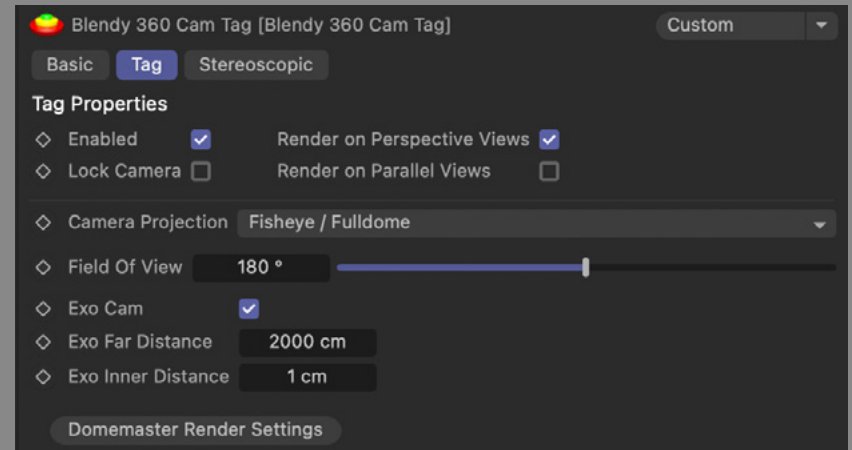 Blendy 360 Cam Tag [Blendy 360 Cam Tag] Custom
Basic Tag Stereoscopic
Tag Properties
Enabled Render on Perspective Views
Lock Camera Render on Parallel Views
Camera Projection Fisheye / Fulldome
Field Of View 180 °
Exo Cam
Exo Far Distance 2000 cm
Exo Inner Distance 1 cm
Domemaster Render Settings